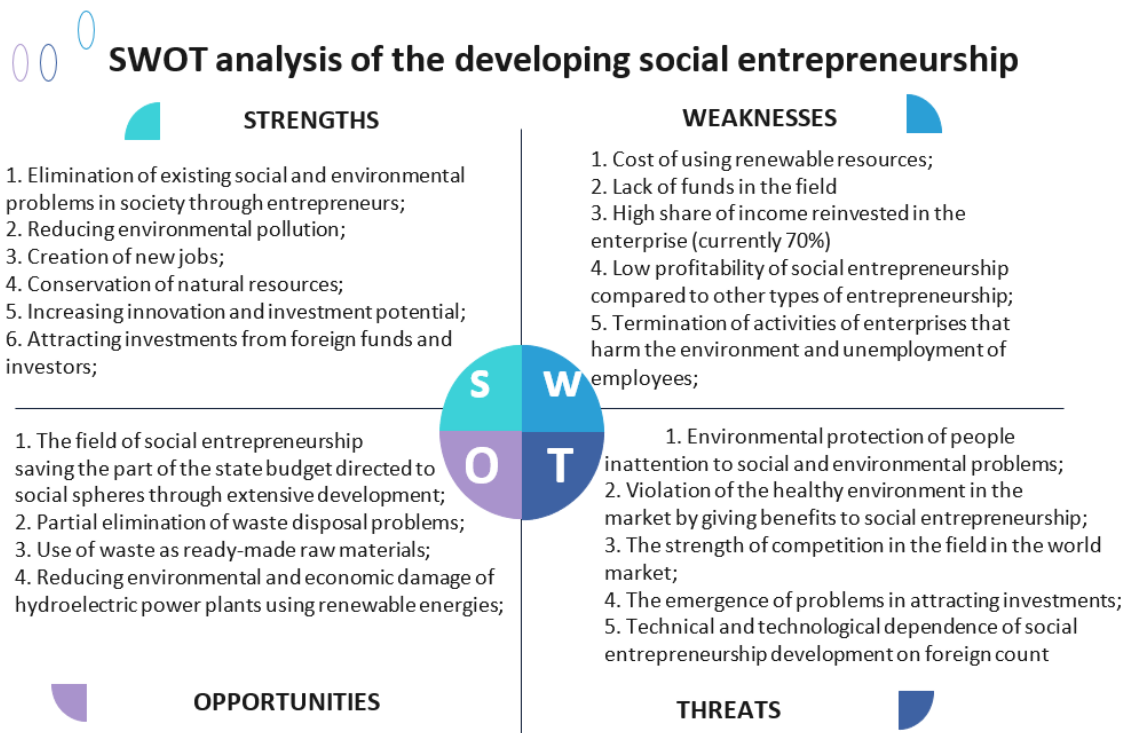 SWOT analysis of the developing social entrepreneurship
STRENGTHS
1. Elimination of existing social and environmental
problems in society through entrepreneurs;
2. Reducing environmental pollution;
3. Creation of new jobs;
4. Conservation of natural resources;
5. Increasing innovation and investment potential;
6. Attracting investments from foreign funds and
investors;
WEAKNESSES
1. Cost of using renewable resources;
2. Lack of funds in the field
3. High share of income reinvested in the
enterprise (currently 70%)
4. Low profitability of social entrepreneurship
compared to other types of entrepreneurship;
5. Termination of activities of enterprises that
harm the environment and unemployment of
employees;
S
W
O
T
1. The field of social entrepreneurship
saving the part of the state budget directed to
social spheres through extensive development;
2. Partial elimination of waste disposal problems;
3. Use of waste as ready-made raw materials;
4. Reducing environmental and economic damage of
hydroelectric power plants using renewable energies;
OPPORTUNITIES
1. Environmental protection of people
inattention to social and environmental problems;
2. Violation of the healthy environment in the
market by giving benefits to social entrepreneurship;
3. The strength of competition in the field in the world
market;
4. The emergence of problems in attracting investments;
5. Technical and technological dependence of social
entrepreneurship development on foreign count
THREATS